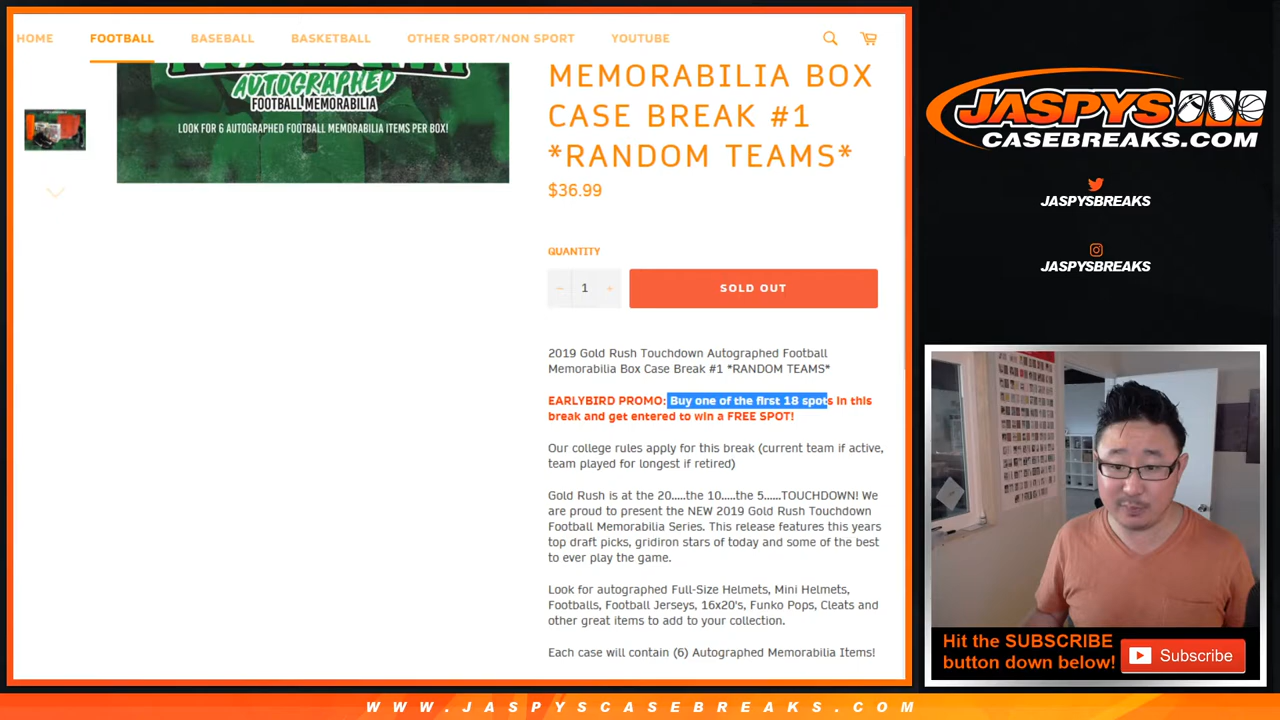 HOME
FOOTBALL
BASEBALL
BASKETBALL
OTHER SPORT/NON SPORT
YOUTUBE
AUTOGRAPHED
FOOTBALL MEMORABILIA
LOOK FOR 6 AUTOGRAPHED FOOTBALL MEMORABILIA ITEMS PER BOX!
MEMORABILIA BOX
CASE BREAK #1
*RANDOM TEAMS*
$36.99
QUANTITY
− 1 +
SOLD OUT
2019 Gold Rush Touchdown Autographed Football
Memorabilia Box Case Break #1 *RANDOM TEAMS*
EARLYBIRD PROMO: Buy one of the first 18 spots in this
break and get entered to win a FREE SPOT!
Our college rules apply for this break (current team if active,
team played for longest if retired)
Gold Rush is at the 20.....the 10.....the 5......TOUCHDOWN! We
are proud to present the NEW 2019 Gold Rush Touchdown
Football Memorabilia Series. This release features this years
top draft picks, gridiron stars of today and some of the best
to ever play the game.
Look for autographed Full-Size Helmets, Mini Helmets,
Footballs, Football Jerseys, 16x20's, Funko Pops, Cleats and
other great items to add to your collection.
Each case will contain (6) Autographed Memorabilia Items!
JASPYS
CASEBREAKS.COM
JASPYSBREAKS
JASPYSBREAKS
Hit the SUBSCRIBE
button down below!
Subscribe
WWW.JASPYSCASEBREAKS.COM